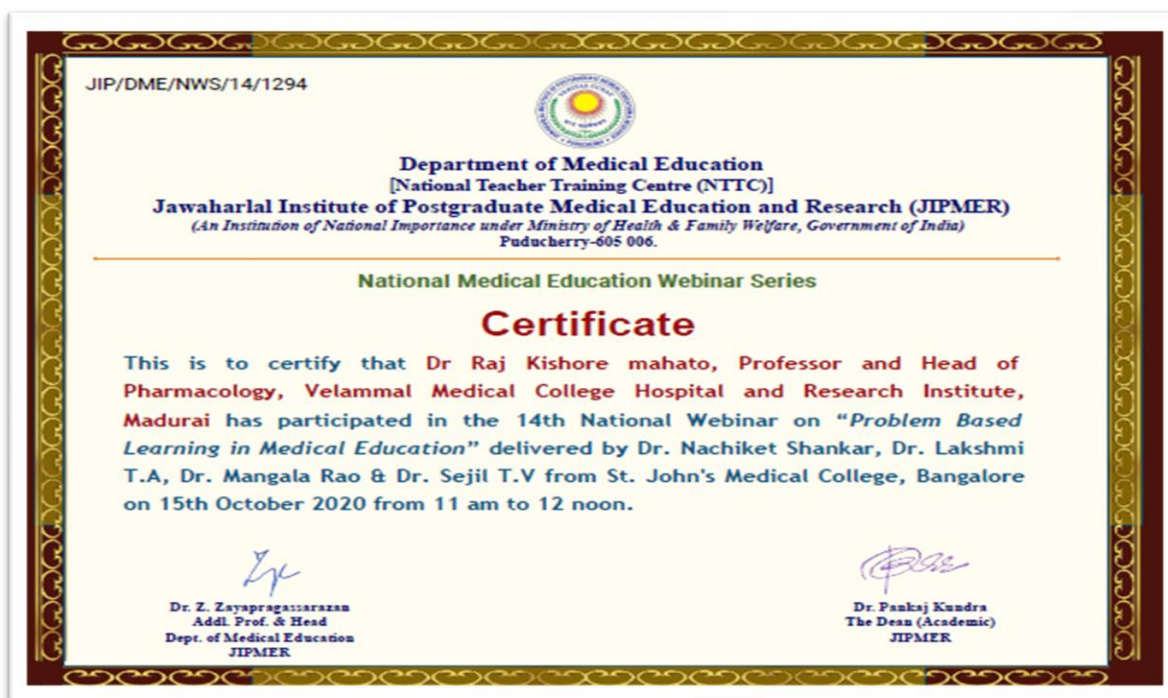 JIP/DME/NWS/14/1294
VERITAS CURAT
Department of Medical Education
[National Teacher Training Centre (NTTC)]
Jawaharlal Institute of Postgraduate Medical Education and Research (JIPMER)
(An Institution of National Importance under Ministry of Health & Family Welfare, Government of India)
Puducherry-605 006.
National Medical Education Webinar Series
Certificate
This is to certify that Dr Raj Kishore mahato, Professor and Head of
Pharmacology, Velammal Medical College Hospital and Research Institute,
Madurai has participated in the 14th National Webinar on “Problem Based
Learning in Medical Education” delivered by Dr. Nachiket Shankar, Dr. Lakshmi
T.A, Dr. Mangala Rao & Dr. Sejil T.V from St. John's Medical College, Bangalore
on 15th October 2020 from 11 am to 12 noon.
Dr. Z. Zayapragassarazan
Addl. Prof. & Head
Dept. of Medical Education
JIPMER
Dr. Pankaj Kundra
The Dean (Academic)
JIPMER